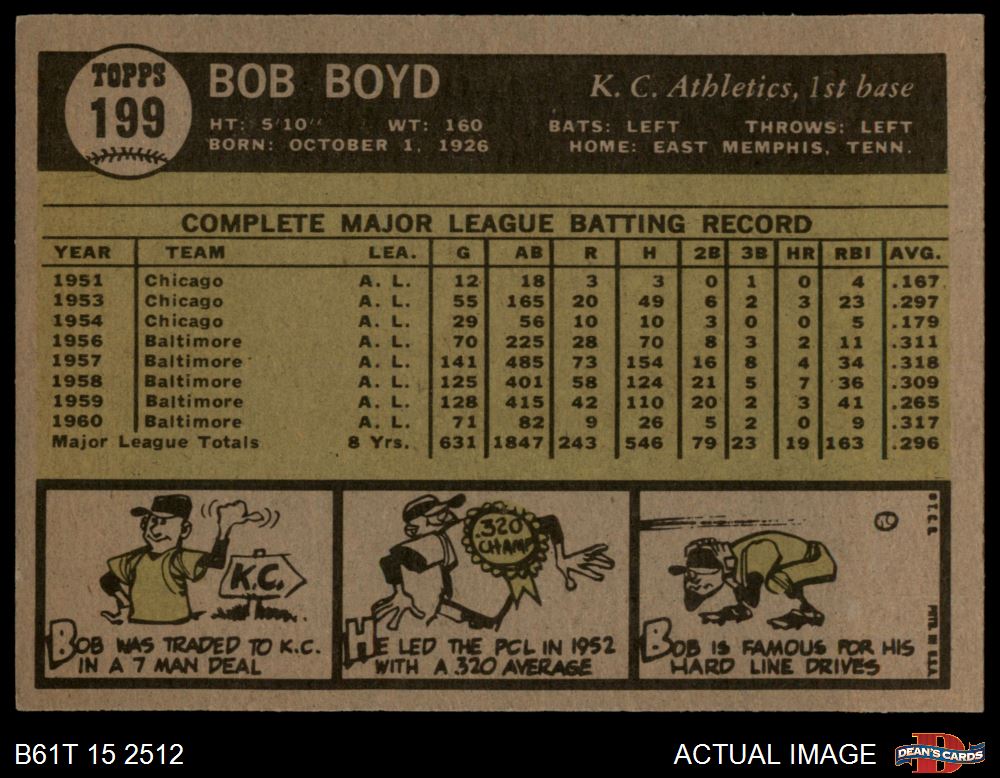 TOPPS
199
BOB BOYD
K. C. Athletics, 1st base
HT: 5'10" WT: 160 BATS: LEFT THROWS: LEFT
BORN: OCTOBER 1, 1926 HOME: EAST MEMPHIS, TENN.
COMPLETE MAJOR LEAGUE BATTING RECORD
YEAR TEAM LEA. G AB R H 2B 3B HR RBI AVG.
1951 Chicago A. L. 12 18 3 3 0 1 0 4 .167
1953 Chicago A. L. 55 165 20 49 6 2 3 23 .297
1954 Chicago A. L. 29 56 10 10 3 0 0 5 .179
1956 Baltimore A. L. 70 225 28 70 8 3 2 11 .311
1957 Baltimore A. L. 141 485 73 154 16 8 4 34 .318
1958 Baltimore A. L. 125 401 58 124 21 5 7 36 .309
1959 Baltimore A. L. 128 415 42 110 20 2 3 41 .265
1960 Baltimore A. L. 71 82 9 26 5 2 0 9 .317
Major League Totals 8 Yrs. 631 1847 243 546 79 23 19 163 .296
K.C.
BOB WAS TRADED TO K.C.
IN A 7 MAN DEAL
.320
CHAMP
HE LED THE PCL IN 1952
WITH A .320 AVERAGE
BOB IS FAMOUS FOR HIS
HARD LINE DRIVES
© T.C.G.
PRTD. IN U.S.A.
B61T 15 2512
ACTUAL IMAGE
DEAN'S CARDS